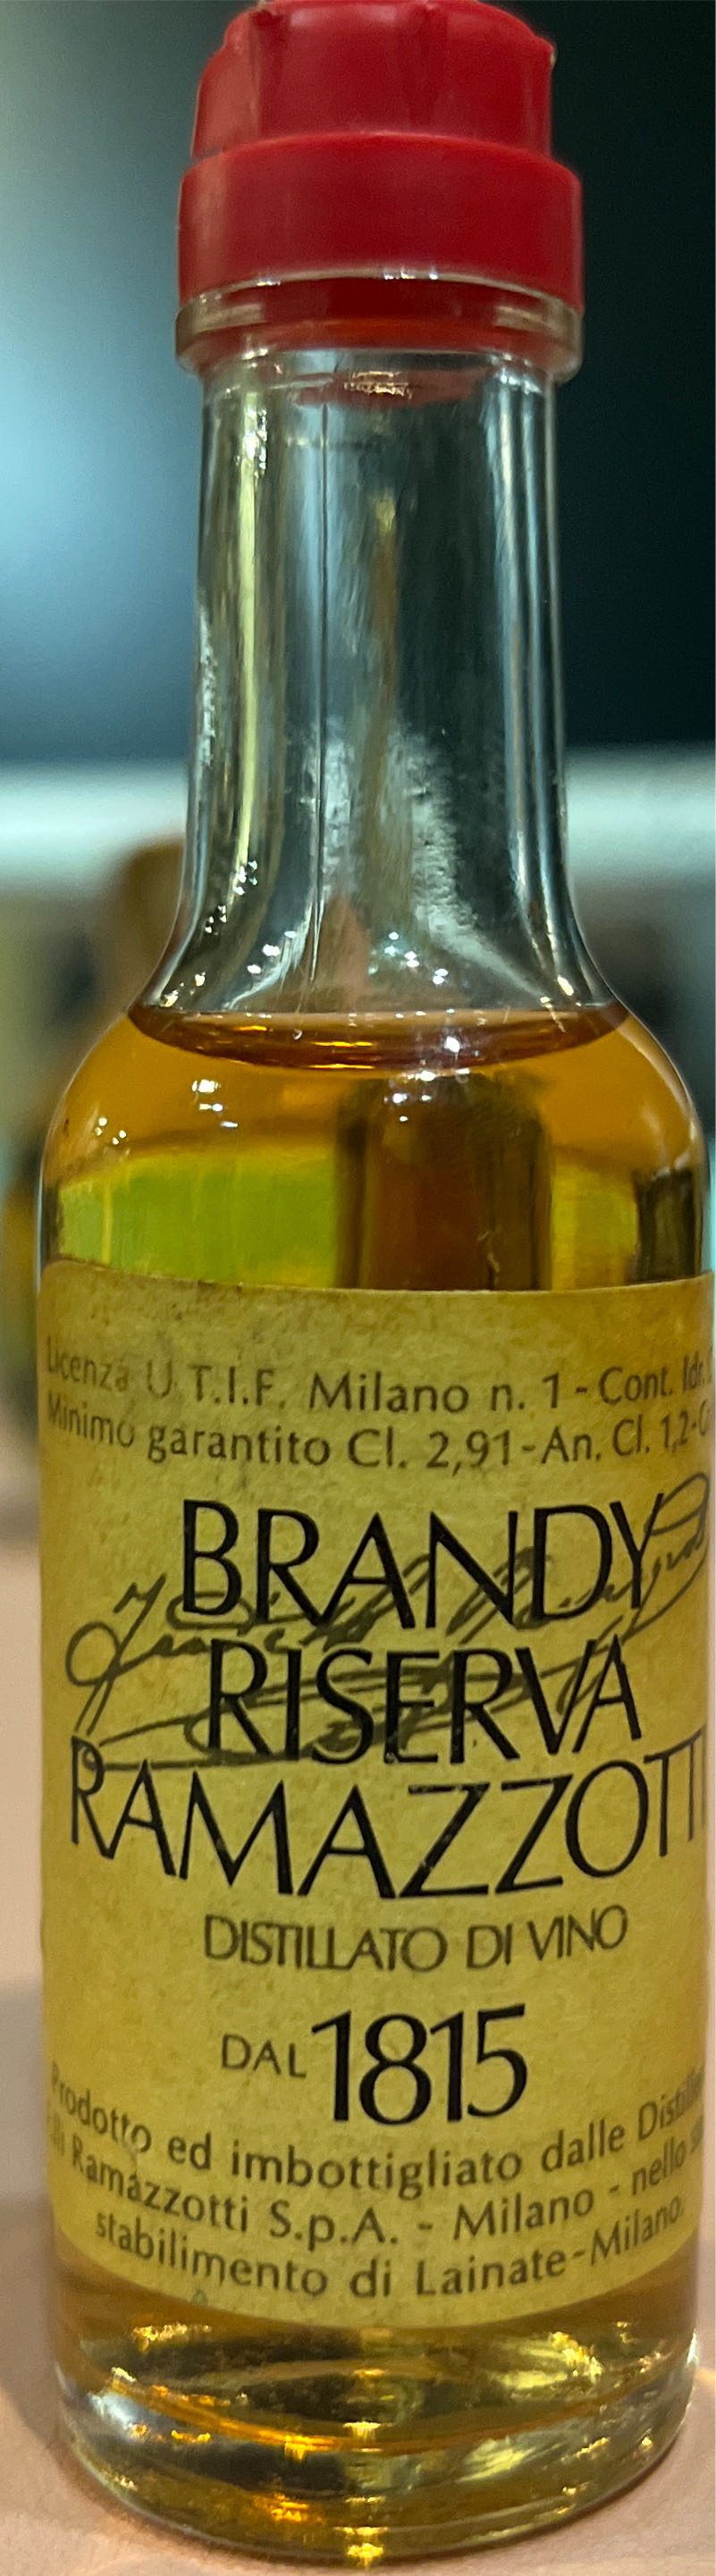 Licenza U.T.I.F. Milano n. 1 - Cont. Idr.
Minimo garantito Cl. 2,91-An. Cl. 1,2-
BRANDY
RISERVA
RAMAZZOTTI
DISTILLATO DI VINO
DAL 1815
Prodotto ed imbottigliato dalle
Ramazzotti S.p.A. - Milano - nello
stabilimento di Lainate-Milano.